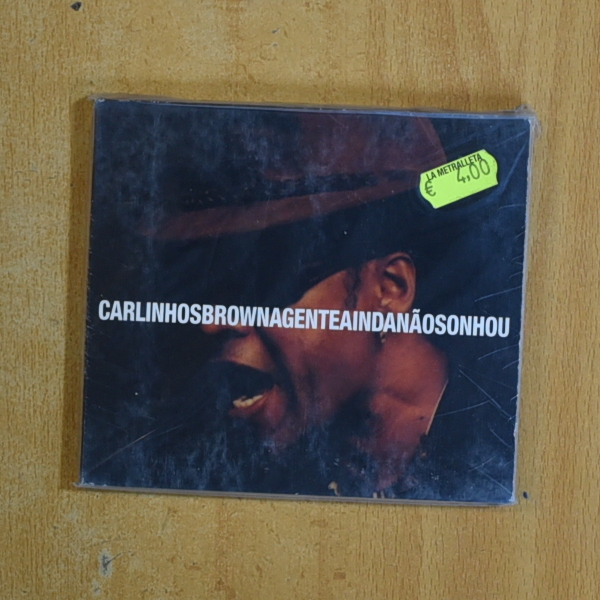 LA METRALLETA
€ 4,00
CARLINHOSBROWNAGENTEAINDANÃOSONHOU